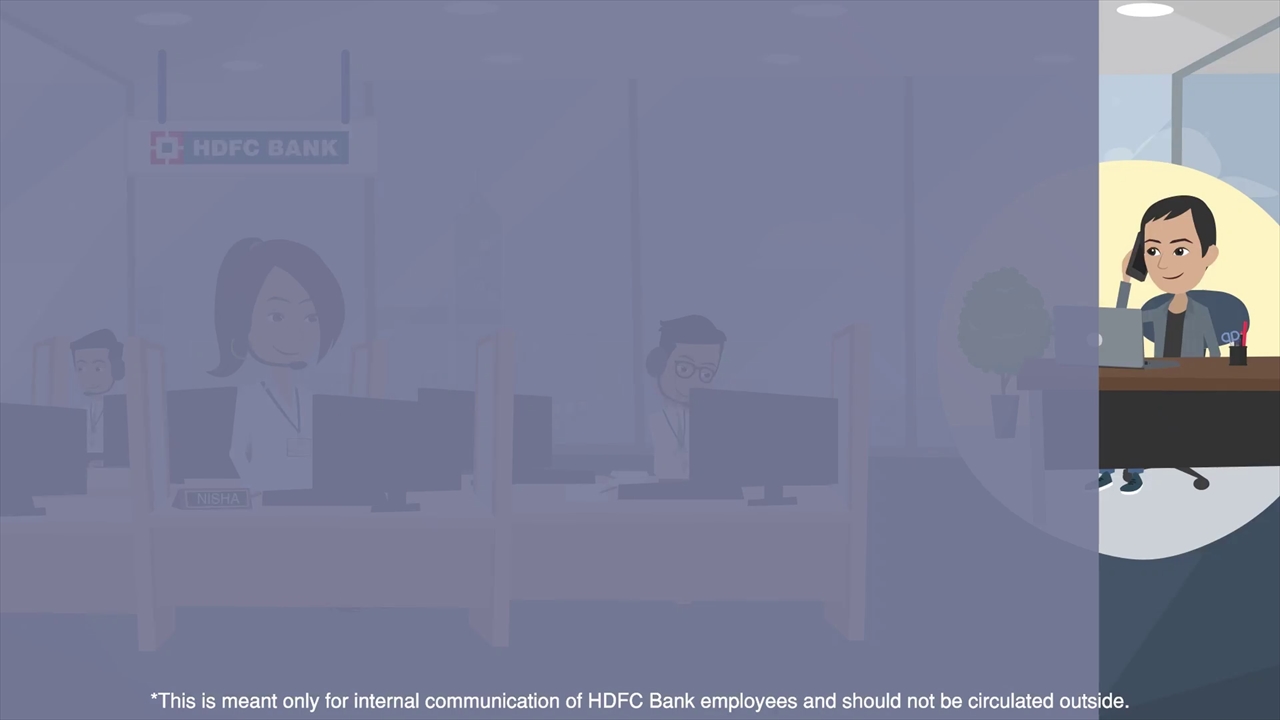 HDFC BANK
NISHA
*This is meant only for internal communication of HDFC Bank employees and should not be circulated outside.